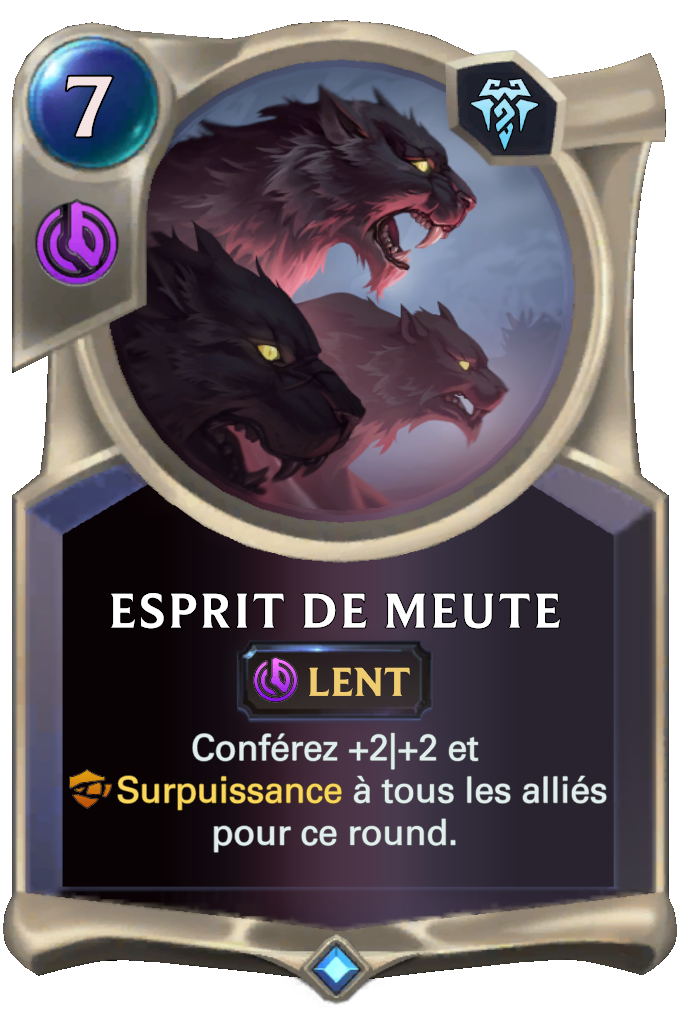 7
ESPRIT DE MEUTE
LENT
Conférez +2|+2 et
Surpuissance à tous les alliés
pour ce round.